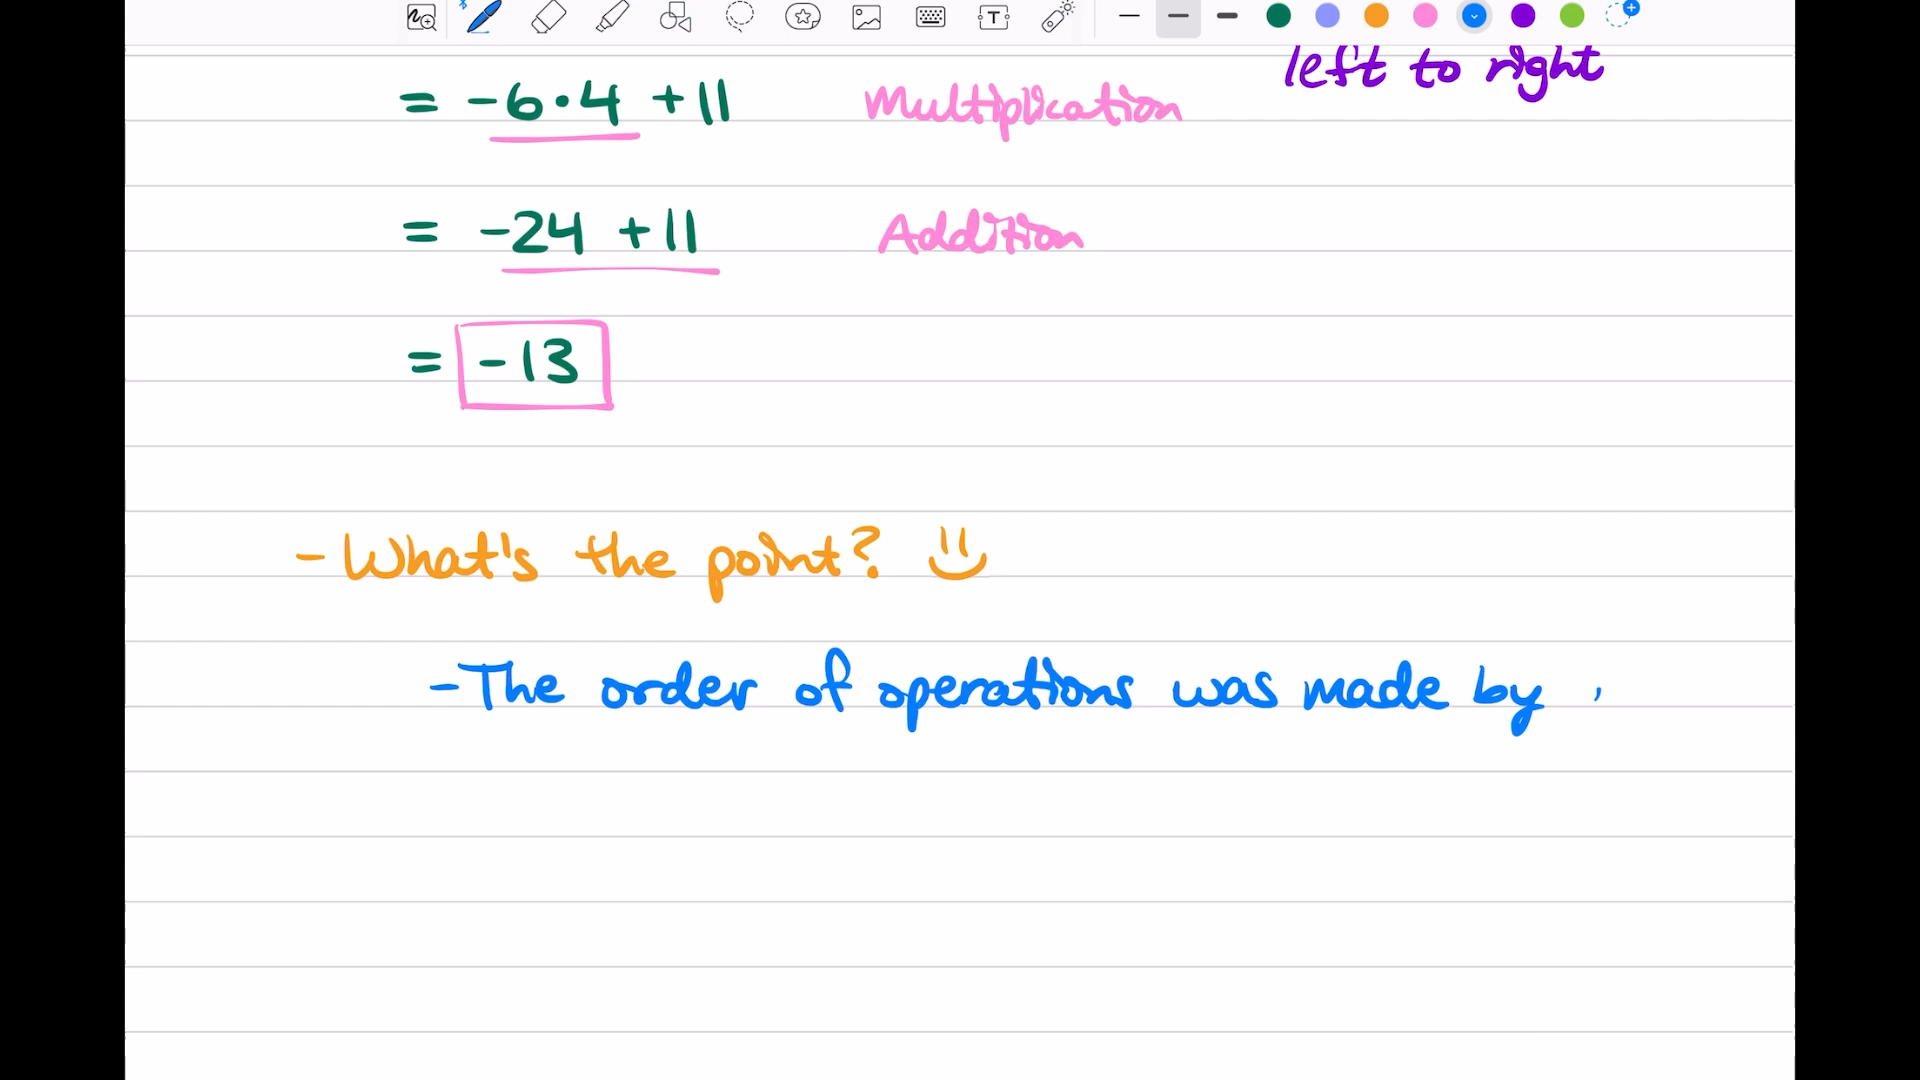 left to right
= -6·4 +11 Multiplication
= -24 +11 Addition
= -13
- What's the point?
- The order of operations was made by